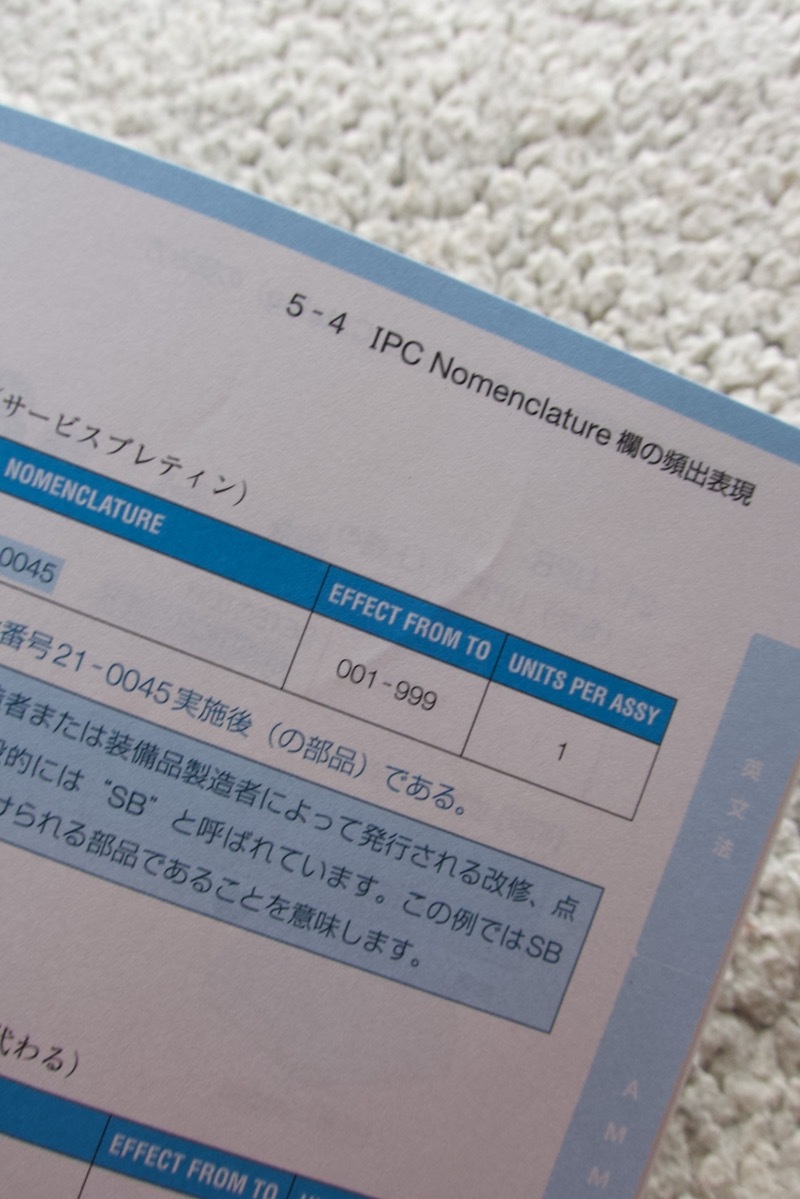 5-4 IPC Nomenclature 欄の頻出表現
サービスブレティン）
NOMENCLATURE
EFFECT FROM TO
UNITS PER ASSY
0045
001-999
1
番号21-0045実施後（の部品）である。
造者または装備品製造者によって発行される改修、点
般的には“SB”と呼ばれています。この例ではSB
けられる部品であることを意味します。
代わる）
EFFECT FROM TO
英文法
AMM